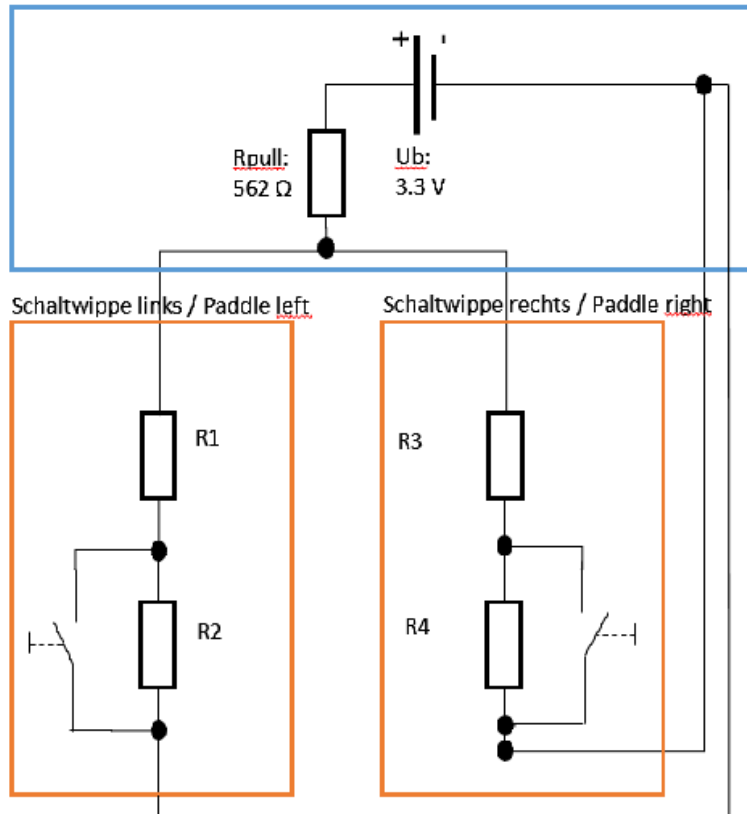 + -
Rpull:
562 Ω
Ub:
3.3 V
Schaltwippe links / Paddle left
Schaltwippe rechts / Paddle right
R1
R3
R2
R4